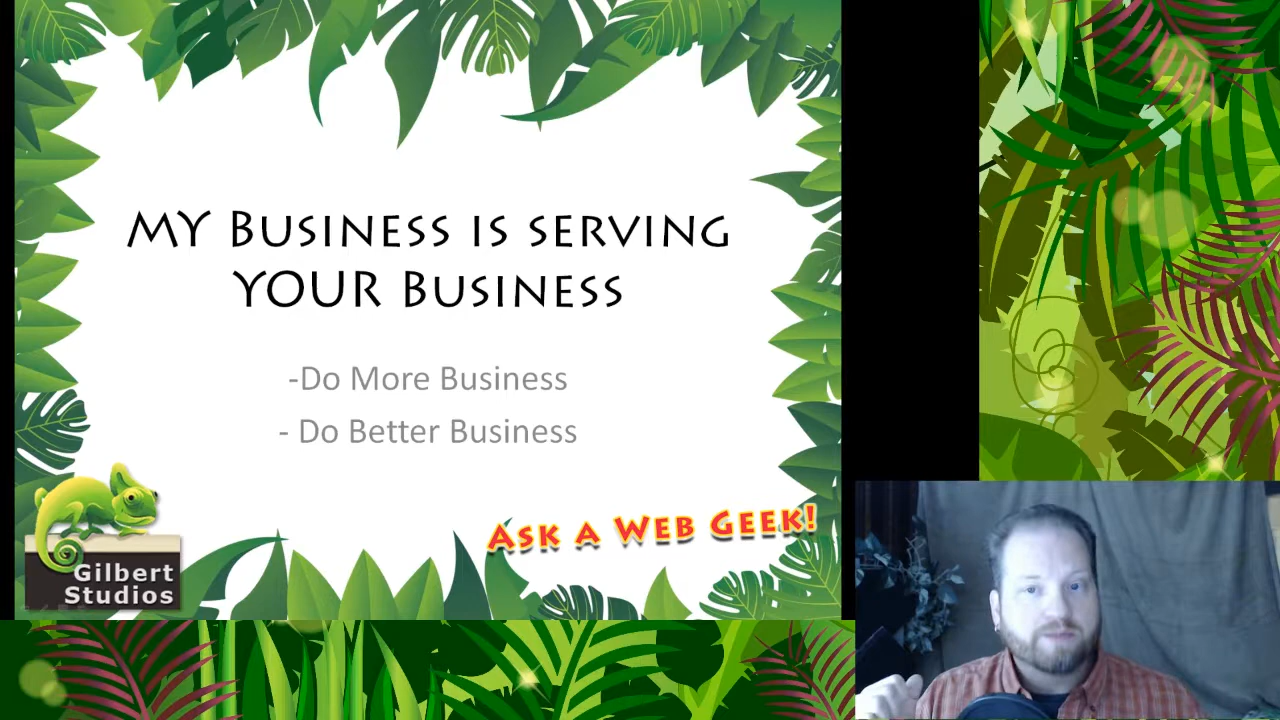 MY BUSINESS IS SERVING
YOUR BUSINESS
-Do More Business
- Do Better Business
ASK A WEB GEEK!
Gilbert
Studios